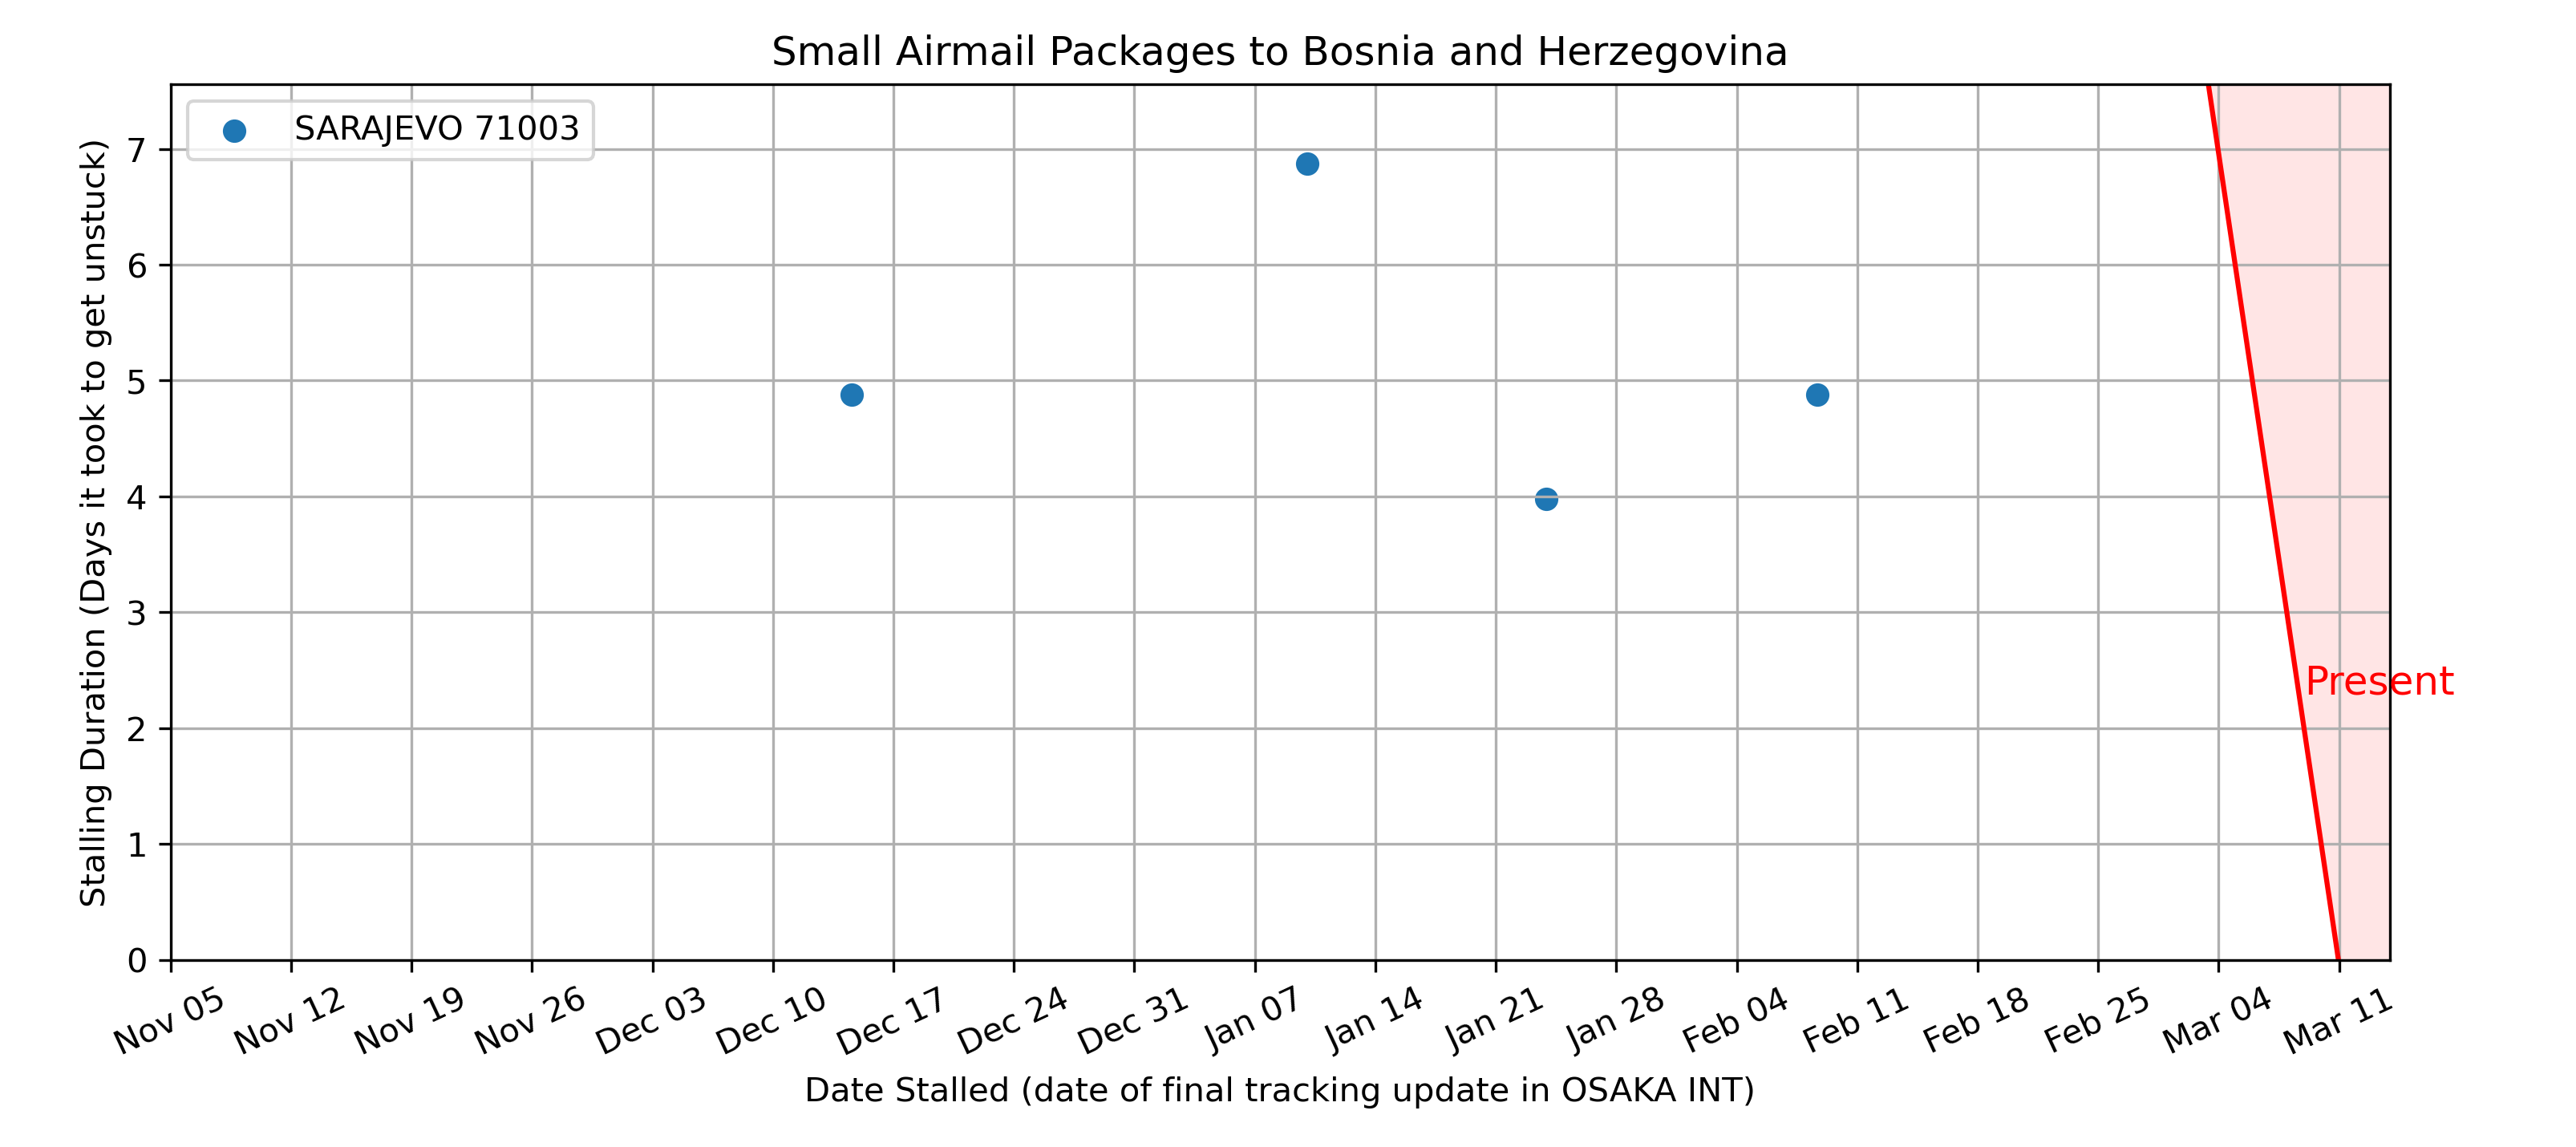 Small Airmail Packages to Bosnia and Herzegovina
SARAJEVO 71003
Stalling Duration (Days it took to get unstuck)
7
6
5
4
3
2
1
0
Present
Nov 05 Nov 12 Nov 19 Nov 26 Dec 03 Dec 10 Dec 17 Dec 24 Dec 31 Jan 07 Jan 14 Jan 21 Jan 28 Feb 04 Feb 11 Feb 18 Feb 25 Mar 04 Mar 11
Date Stalled (date of final tracking update in OSAKA INT)